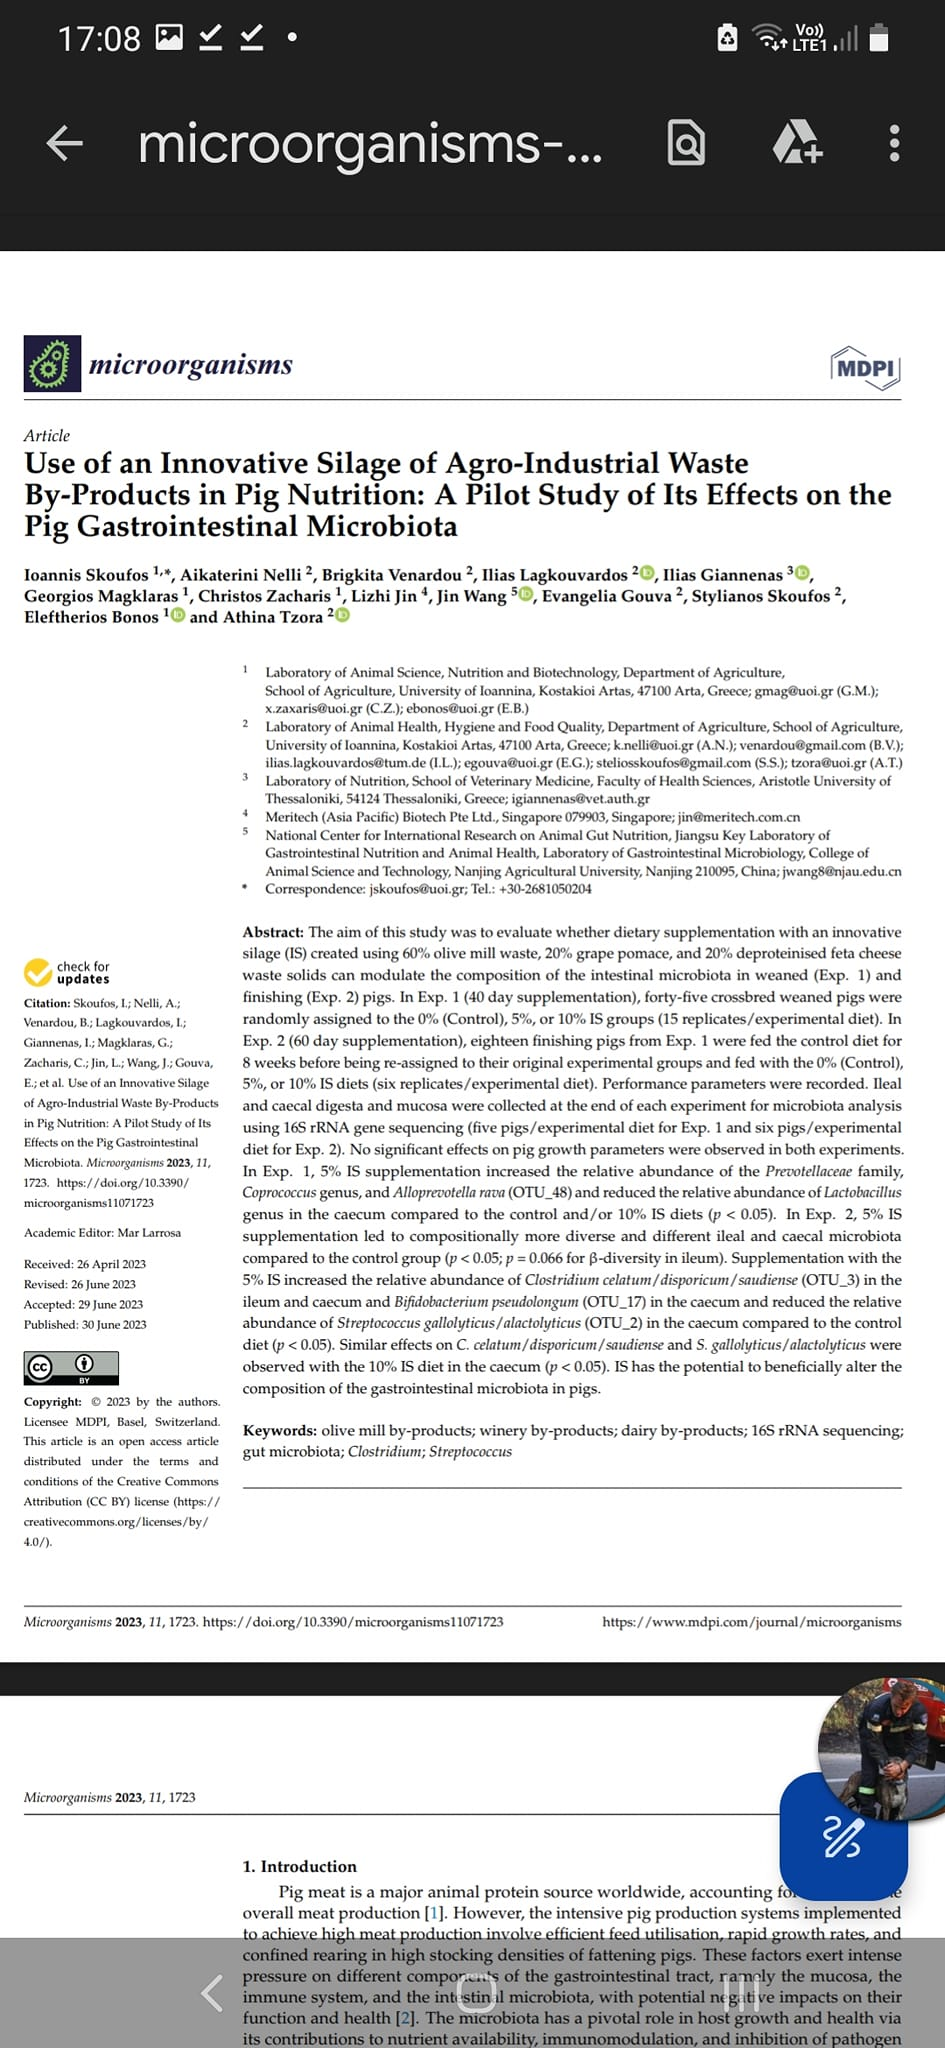 17:08
Vo))
LTE1
microorganisms-...
microorganisms
MDPI
Article
Use of an Innovative Silage of Agro-Industrial Waste
By-Products in Pig Nutrition: A Pilot Study of Its Effects on the
Pig Gastrointestinal Microbiota
Ioannis Skoufos 1,*, Aikaterini Nelli 2, Brigkita Venardou 2, Ilias Lagkouvardos 2 iD, Ilias Giannenas 3 iD,
Georgios Magklaras 1, Christos Zacharis 1, Lizhi Jin 4, Jin Wang 5 iD, Evangelia Gouva 2, Stylianos Skoufos 2,
Eleftherios Bonos 1 iD and Athina Tzora 2 iD
1 Laboratory of Animal Science, Nutrition and Biotechnology, Department of Agriculture,
School of Agriculture, University of Ioannina, Kostakioi Artas, 47100 Arta, Greece; gmag@uoi.gr (G.M.);
x.zaxaris@uoi.gr (C.Z.); ebonos@uoi.gr (E.B.)
2 Laboratory of Animal Health, Hygiene and Food Quality, Department of Agriculture, School of Agriculture,
University of Ioannina, Kostakioi Artas, 47100 Arta, Greece; k.nelli@uoi.gr (A.N.); venardou@gmail.com (B.V.);
ilias.lagkouvardos@tum.de (I.L.); egouva@uoi.gr (E.G.); steliosskoufos@gmail.com (S.S.); tzora@uoi.gr (A.T.)
3 Laboratory of Nutrition, School of Veterinary Medicine, Faculty of Health Sciences, Aristotle University of
Thessaloniki, 54124 Thessaloniki, Greece; igiannenas@vet.auth.gr
4 Meritech (Asia Pacific) Biotech Pte Ltd., Singapore 079903, Singapore; jin@meritech.com.cn
5 National Center for International Research on Animal Gut Nutrition, Jiangsu Key Laboratory of
Gastrointestinal Nutrition and Animal Health, Laboratory of Gastrointestinal Microbiology, College of
Animal Science and Technology, Nanjing Agricultural University, Nanjing 210095, China; jwang8@njau.edu.cn
* Correspondence: jskoufos@uoi.gr; Tel.: +30-2681050204
Abstract: The aim of this study was to evaluate whether dietary supplementation with an innovative
silage (IS) created using 60% olive mill waste, 20% grape pomace, and 20% deproteinised feta cheese
waste solids can modulate the composition of the intestinal microbiota in weaned (Exp. 1) and
finishing (Exp. 2) pigs. In Exp. 1 (40 day supplementation), forty-five crossbred weaned pigs were
randomly assigned to the 0% (Control), 5%, or 10% IS groups (15 replicates/experimental diet). In
Exp. 2 (60 day supplementation), eighteen finishing pigs from Exp. 1 were fed the control diet for
8 weeks before being re-assigned to their original experimental groups and fed with the 0% (Control),
5%, or 10% IS diets (six replicates/experimental diet). Performance parameters were recorded. Ileal
and caecal digesta and mucosa were collected at the end of each experiment for microbiota analysis
using 16S rRNA gene sequencing (five pigs/experimental diet for Exp. 1 and six pigs/experimental
diet for Exp. 2). No significant effects on pig growth parameters were observed in both experiments.
In Exp. 1, 5% IS supplementation increased the relative abundance of the Prevotellaceae family,
Coprococcus genus, and Alloprevotella rava (OTU_48) and reduced the relative abundance of Lactobacillus
genus in the caecum compared to the control and/or 10% IS diets (p < 0.05). In Exp. 2, 5% IS
supplementation led to compositionally more diverse and different ileal and caecal microbiota
compared to the control group (p < 0.05; p = 0.066 for β-diversity in ileum). Supplementation with the
5% IS increased the relative abundance of Clostridium celatum/disporicum/saudiense (OTU_3) in the
ileum and caecum and Bifidobacterium pseudolongum (OTU_17) in the caecum and reduced the relative
abundance of Streptococcus gallolyticus/alactolyticus (OTU_2) in the caecum compared to the control
diet (p < 0.05). Similar effects on C. celatum/disporicum/saudiense and S. gallolyticus/alactolyticus were
observed with the 10% IS diet in the caecum (p < 0.05). IS has the potential to beneficially alter the
composition of the gastrointestinal microbiota in pigs.
Keywords: olive mill by-products; winery by-products; dairy by-products; 16S rRNA sequencing;
gut microbiota; Clostridium; Streptococcus
check for
updates
Citation: Skoufos, I.; Nelli, A.;
Venardou, B.; Lagkouvardos, I.;
Giannenas, I.; Magklaras, G.;
Zacharis, C.; Jin, L.; Wang, J.; Gouva,
E.; et al. Use of an Innovative Silage
of Agro-Industrial Waste By-Products
in Pig Nutrition: A Pilot Study of Its
Effects on the Pig Gastrointestinal
Microbiota. Microorganisms 2023, 11,
1723. https://doi.org/10.3390/
microorganisms11071723
Academic Editor: Mar Larrosa
Received: 26 April 2023
Revised: 26 June 2023
Accepted: 29 June 2023
Published: 30 June 2023
cc BY
Copyright: © 2023 by the authors.
Licensee MDPI, Basel, Switzerland.
This article is an open access article
distributed under the terms and
conditions of the Creative Commons
Attribution (CC BY) license (https://
creativecommons.org/licenses/by/
4.0/).
Microorganisms 2023, 11, 1723. https://doi.org/10.3390/microorganisms11071723
https://www.mdpi.com/journal/microorganisms
Microorganisms 2023, 11, 1723
1. Introduction
Pig meat is a major animal protein source worldwide, accounting
overall meat production [1]. However, the intensive pig production systems implemented
to achieve high meat production involve efficient feed utilisation, rapid growth rates, and
confined rearing in high stocking densities of fattening pigs. These factors exert intense
pressure on different components of the gastrointestinal tract, namely the mucosa, the
immune system, and the intestinal microbiota, with potential negative impacts on their
function and health [2]. The microbiota has a pivotal role in host growth and health via
its contributions to nutrient availability, immunomodulation, and inhibition of pathogen